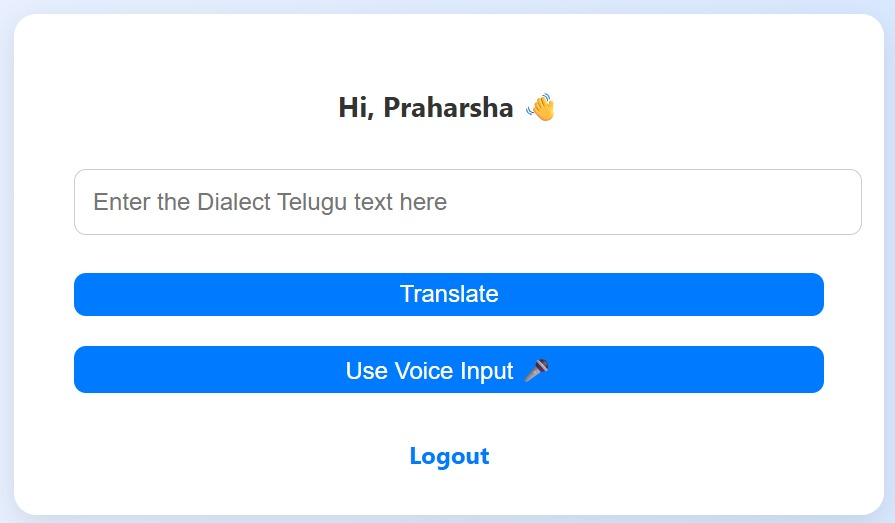 Hi, Praharsha 👋
Enter the Dialect Telugu text here
Translate
Use Voice Input 🎤
Logout